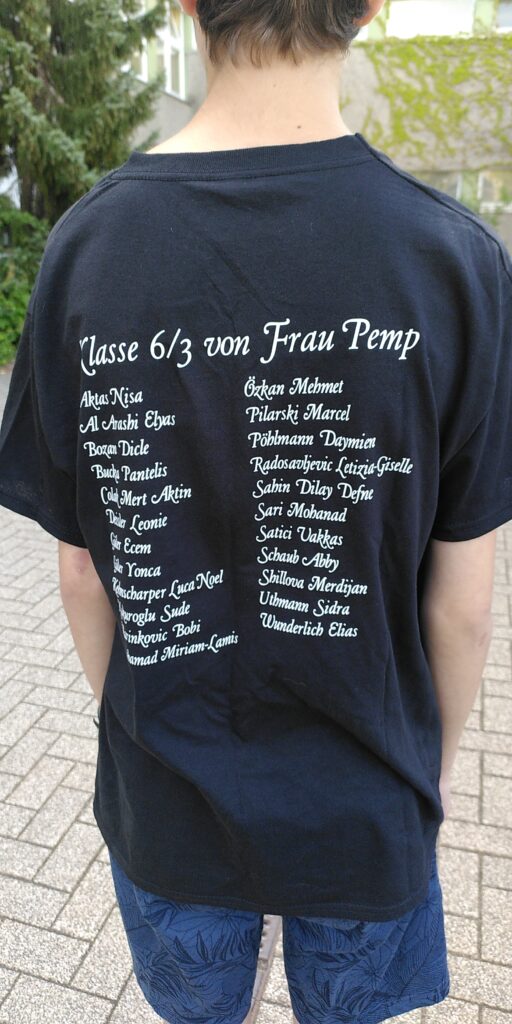 Klasse 6/3 von Frau Pemp
Aktas Nisa
Al Arashi Elyas
Bozan Dicle
Pantelis
Mert Aktin
Leonie
Ecem
Yonca
Luca Noel
Sude
Bobi
Miriam-Lamis
Özkan Mehmet
Pilarski Marcel
Pöhlmann Daymien
Radosavljevic Letizia-Giselle
Sahin Dilay Defne
Sari Mohanad
Satici Vakkas
Schaub Abby
Shillova Merdijan
Uthmann Sidra
Wunderlich Elias